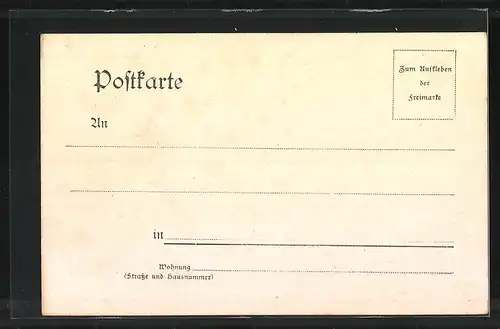 Postkarte
Zum Aufkleben
der
Freimarke
An
in
Wohnung
(Straße und Hausnummer)